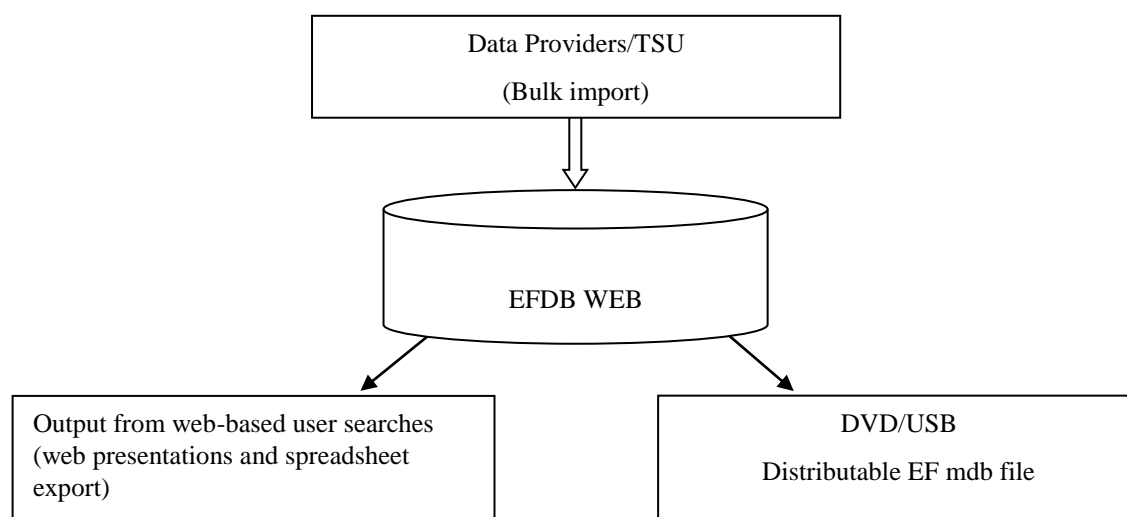 Data Providers/TSU
(Bulk import)
EFDB WEB
Output from web-based user searches
(web presentations and spreadsheet
export)
DVD/USB
Distributable EF mdb file